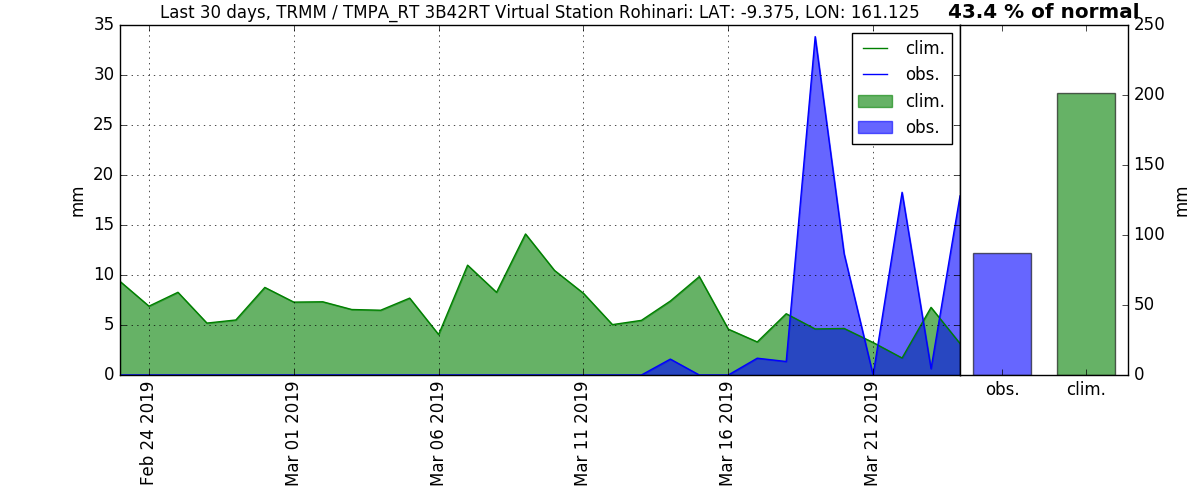 Last 30 days, TRMM / TMPA_RT 3B42RT Virtual Station Rohinari: LAT: -9.375, LON: 161.125
43.4 % of normal
35
30
25
20
15
10
5
0
mm
clim.
obs.
clim.
obs.
250
200
150
100
50
0
mm
obs.
clim.
Feb 24 2019
Mar 01 2019
Mar 06 2019
Mar 11 2019
Mar 16 2019
Mar 21 2019